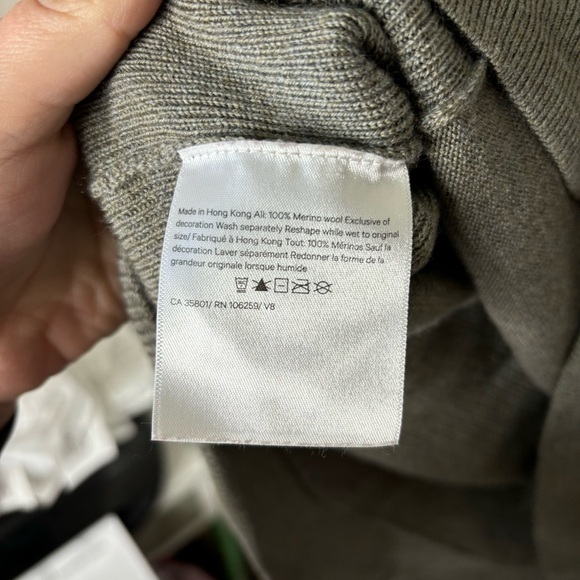 Made in Hong Kong All: 100% Merino wool Exclusive of
decoration Wash separately Reshape while wet to original
size/ Fabriqué à Hong Kong Tout: 100% Mérinos Sauf la
décoration Laver séparément Redonner la forme de la
grandeur originale lorsque humide
CA 35801/ RN 106259/ V8